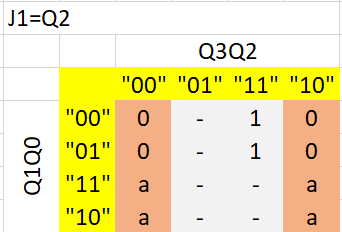 J1=Q2
Q3Q2
"00" "01" "11" "10"
"00" 0 - 1 0
"01" 0 - 1 0
"11" a - - a
"10" a - - a
Q1Q0